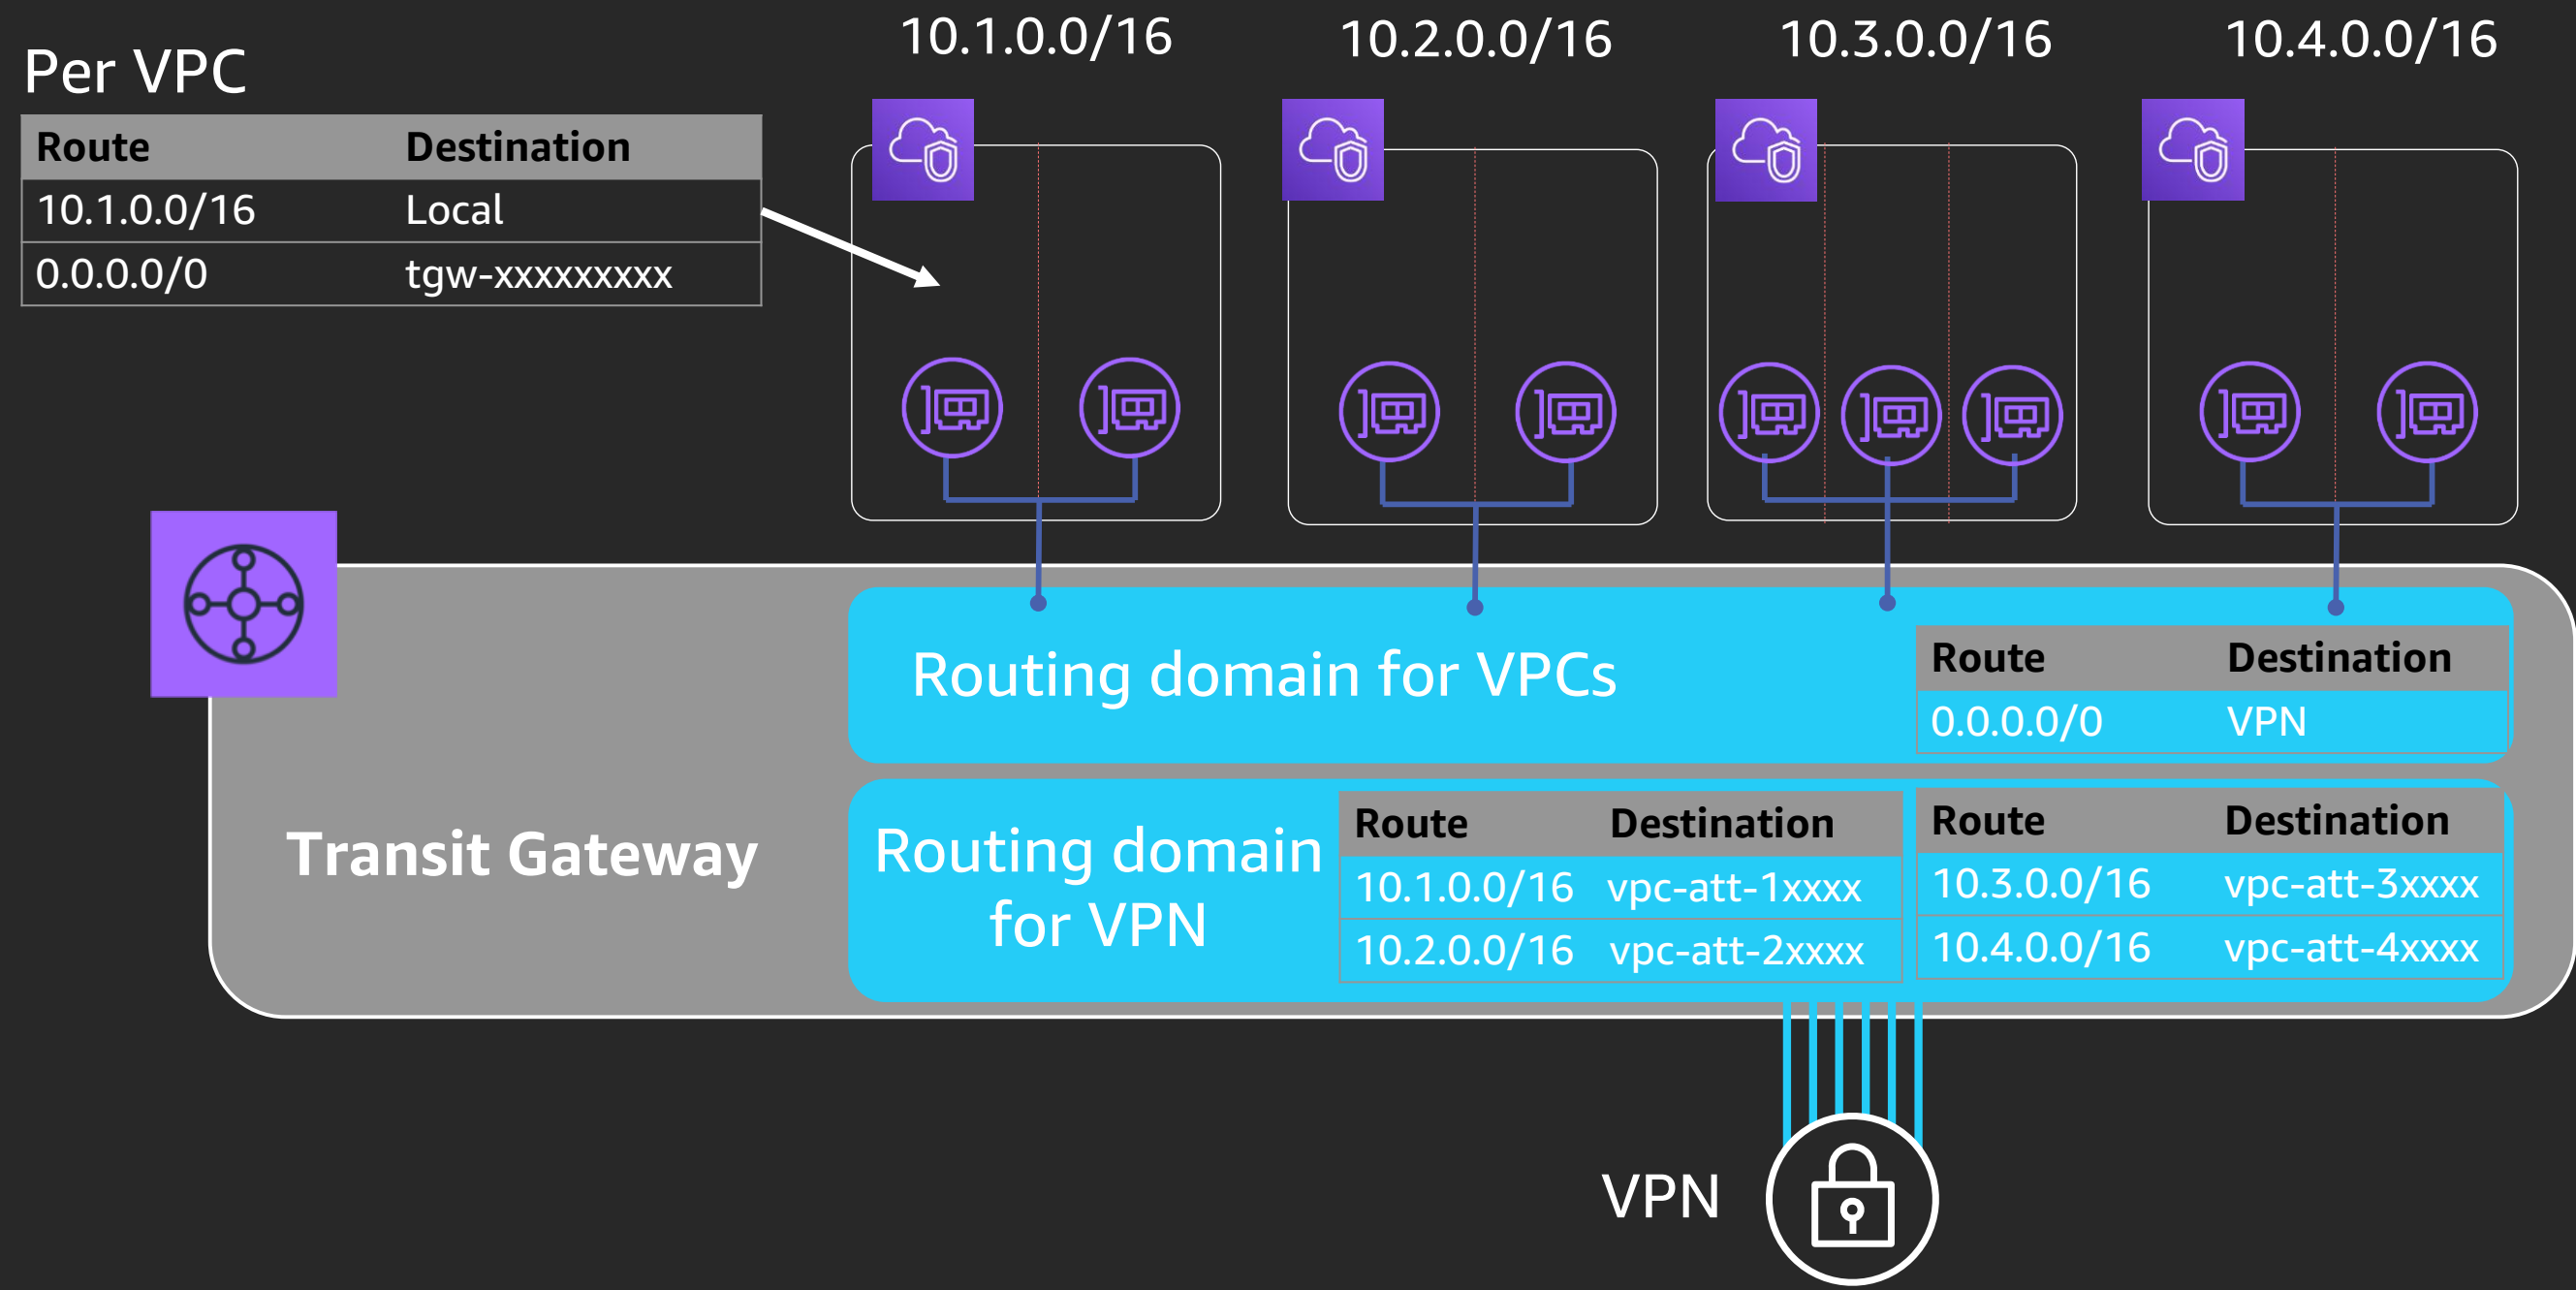 10.1.0.0/16 10.2.0.0/16 10.3.0.0/16 10.4.0.0/16
Per VPC
Route Destination
10.1.0.0/16 Local
0.0.0.0/0 tgw-xxxxxxxxx
Transit Gateway
Routing domain for VPCs
Route Destination
0.0.0.0/0 VPN
Routing domain
for VPN
Route Destination
10.1.0.0/16 vpc-att-1xxxx
10.2.0.0/16 vpc-att-2xxxx
Route Destination
10.3.0.0/16 vpc-att-3xxxx
10.4.0.0/16 vpc-att-4xxxx
VPN